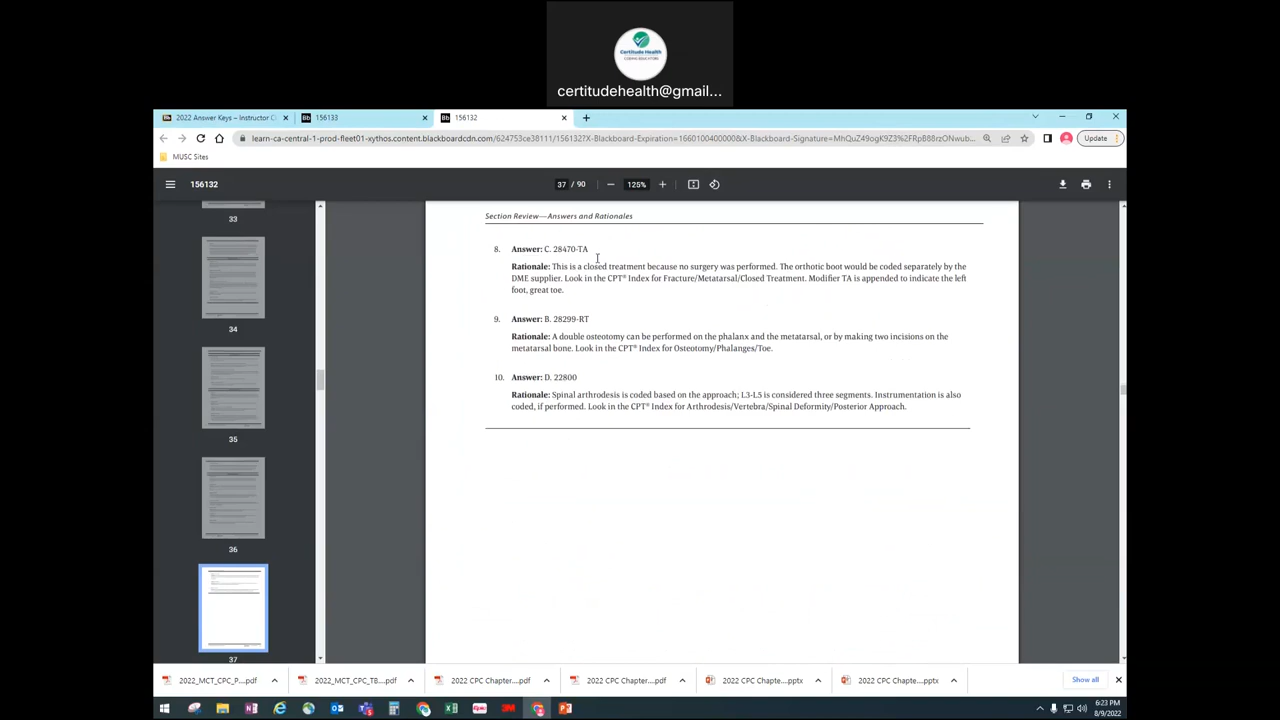 Certitude Health
CODING EDUCATORS
certitudehealth@gmail...
2022 Answer Keys – Instructor C
156133
156132
learn-ca-central-1-prod-fleet01-xythos.content.blackboardcdn.com/624753ce38111/156132?X-Blackboard-Expiration=1660100400000&X-Blackboard-Signature=MhQuZ49ogK9Z3%2FRpB88rzONwub...
Update
MUSC Sites
156132
37 / 90
125%
33
34
35
36
37
Section Review—Answers and Rationales
8. Answer: C. 28470-TA
Rationale: This is a closed treatment because no surgery was performed. The orthotic boot would be coded separately by the
DME supplier. Look in the CPT® Index for Fracture/Metatarsal/Closed Treatment. Modifier TA is appended to indicate the left
foot, great toe.
9. Answer: B. 28299-RT
Rationale: A double osteotomy can be performed on the phalanx and the metatarsal, or by making two incisions on the
metatarsal bone. Look in the CPT® Index for Osteotomy/Phalanges/Toe.
10. Answer: D. 22800
Rationale: Spinal arthrodesis is coded based on the approach; L3-L5 is considered three segments. Instrumentation is also
coded, if performed. Look in the CPT® Index for Arthrodesis/Vertebra/Spinal Deformity/Posterior Approach.
2022_MCT_CPC_P....pdf
2022_MCT_CPC_TB....pdf
2022 CPC Chapter....pdf
2022 CPC Chapter....pdf
2022 CPC Chapte....pptx
2022 CPC Chapte....pptx
Show all
6:23 PM
8/9/2022